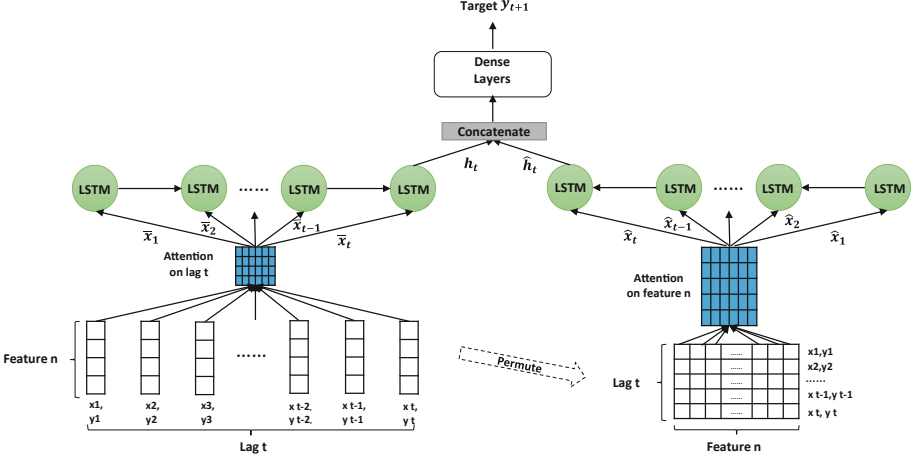 Target y_{t+1}
Dense
Layers
Concatenate
h_t
ĥ_t
LSTM
LSTM
......
LSTM
LSTM
LSTM
LSTM
......
LSTM
LSTM
x̅_1
x̅_2
x̅_{t-1}
x̅_t
x̂_t
x̂_{t-1}
x̂_2
x̂_1
Attention
on lag t
Attention
on feature n
Feature n
......
x1,
y1
x2,
y2
x3,
y3
x t-2,
y t-2,
x t-1,
y t-1
x t,
y t
Lag t
Permute
Lag t
......
......
......
......
......
x1,y1
x2,y2
......
x t-1,y t-1
x t, y t
Feature n